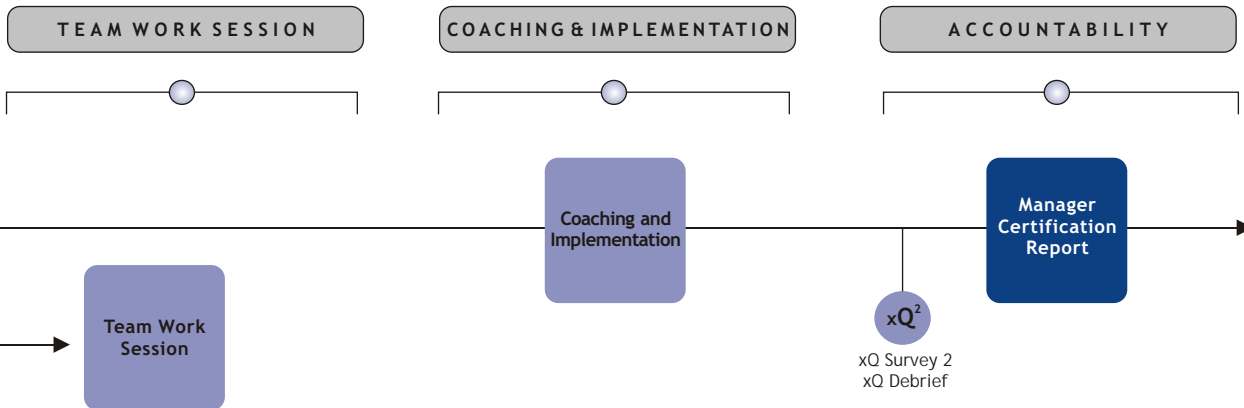 TEAM WORK SESSION
COACHING & IMPLEMENTATION
ACCOUNTABILITY
Coaching and
Implementation
Manager
Certification
Report
Team Work
Session
xQ²
xQ Survey 2
xQ Debrief